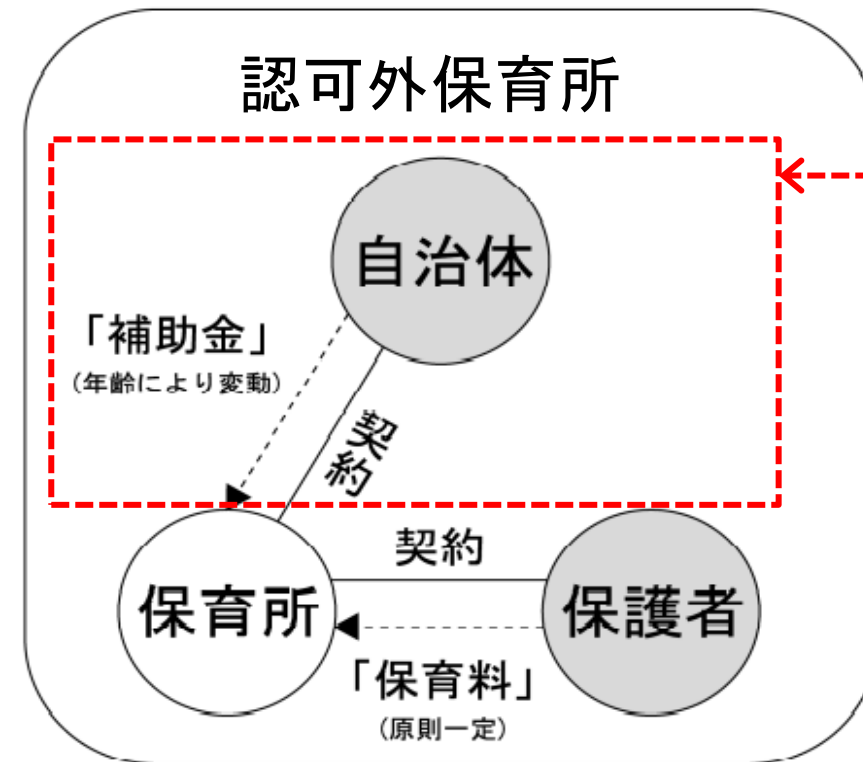 認可外保育所
自治体
「補助金」
(年齢により変動)
契約
契約
保育所
保護者
「保育料」
(原則一定)